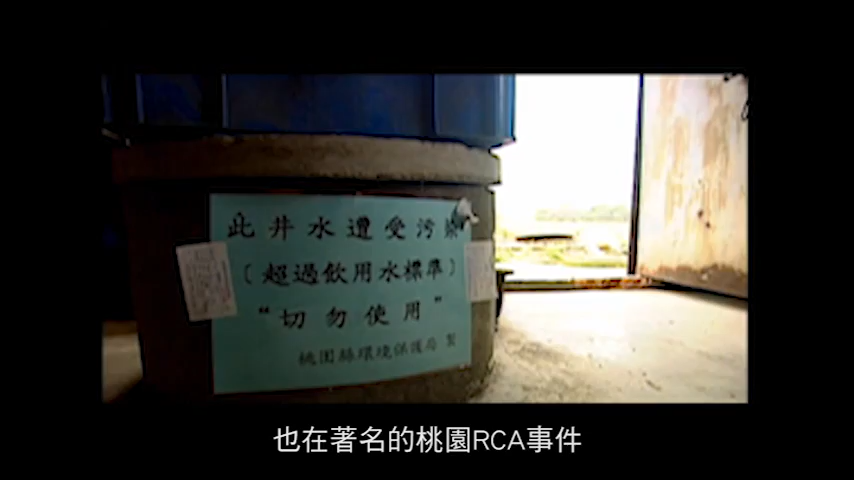 此井水遭受污染
(超過飲用水標準)
“切勿使用”
桃園縣環境保護局 製
也在著名的桃園RCA事件